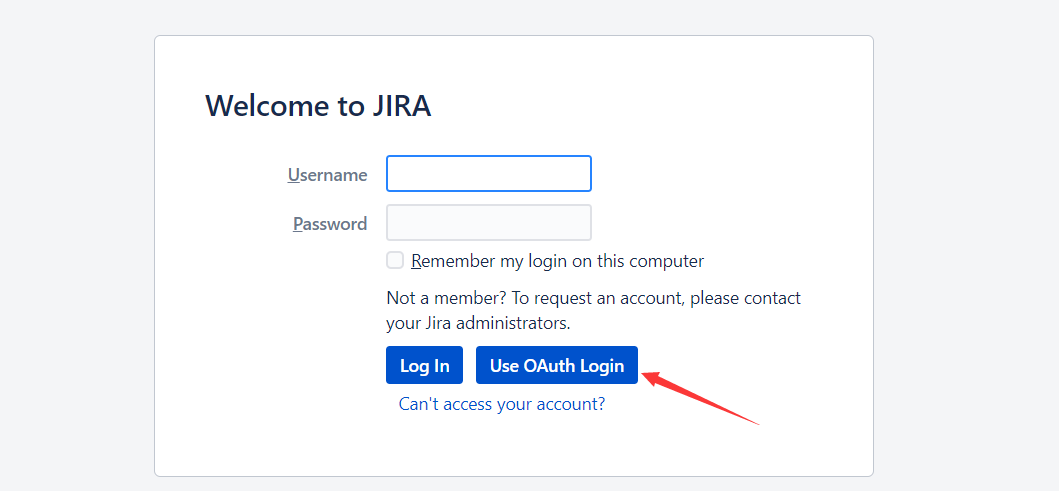 Welcome to JIRA
Username
Password
Remember my login on this computer
Not a member? To request an account, please contact
your Jira administrators.
Log In Use OAuth Login
Can't access your account?